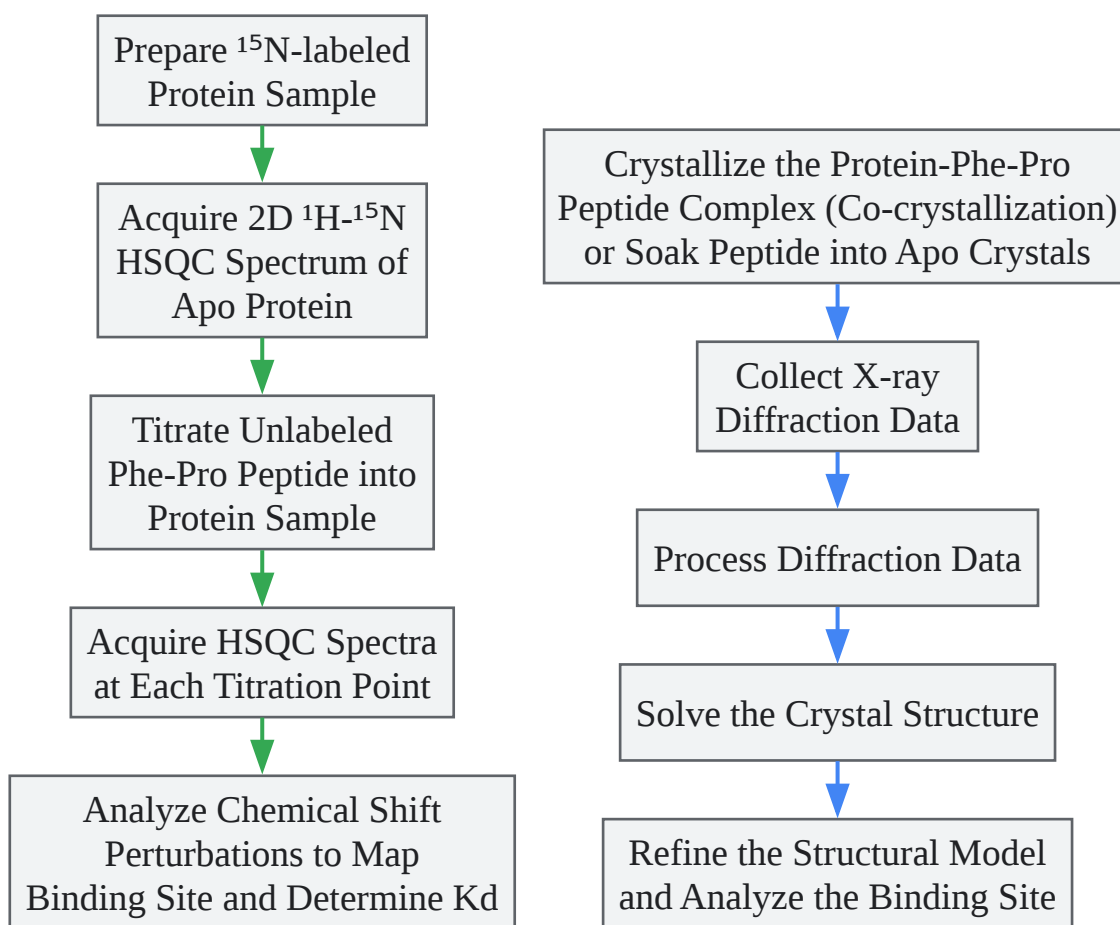 Prepare ¹⁵N-labeled
Protein Sample
Acquire 2D ¹H-¹⁵N
HSQC Spectrum of
Apo Protein
Titrate Unlabeled
Phe-Pro Peptide into
Protein Sample
Acquire HSQC Spectra
at Each Titration Point
Analyze Chemical Shift
Perturbations to Map
Binding Site and Determine Kd
Crystallize the Protein-Phe-Pro
Peptide Complex (Co-crystallization)
or Soak Peptide into Apo Crystals
Collect X-ray
Diffraction Data
Process Diffraction Data
Solve the Crystal Structure
Refine the Structural Model
and Analyze the Binding Site